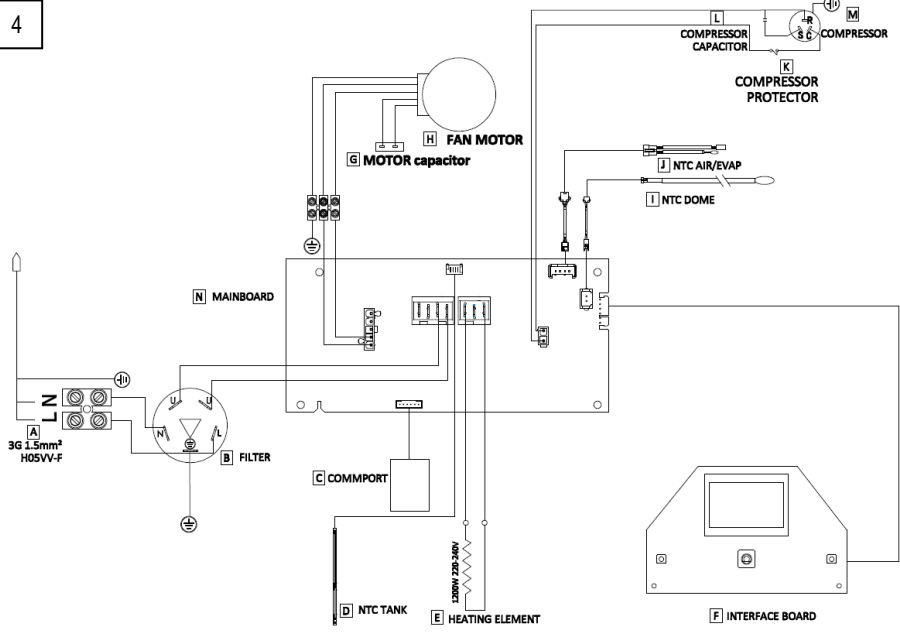 4
L
COMPRESSOR
CAPACITOR
R
S C
M
COMPRESSOR
K
COMPRESSOR
PROTECTOR
H FAN MOTOR
G MOTOR capacitor
J NTC AIR/EVAP
I NTC DOME
N MAINBOARD
L N
A
3G 1.5mm²
H05VV-F
U U
N L
B FILTER
C COMMPORT
D NTC TANK
1200W 220-240V
E HEATING ELEMENT
F INTERFACE BOARD